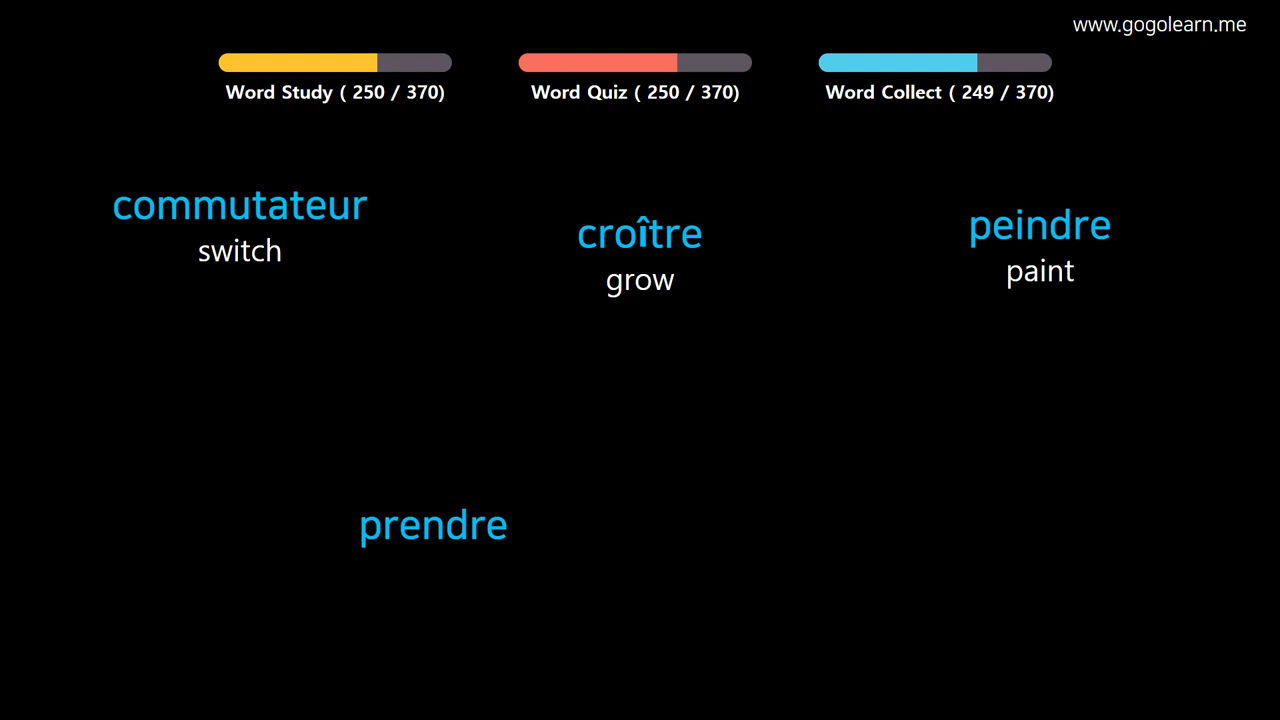 www.gogolearn.me
Word Study ( 250 / 370)
Word Quiz ( 250 / 370)
Word Collect ( 249 / 370)
commutateur
switch
croître
grow
peindre
paint
prendre